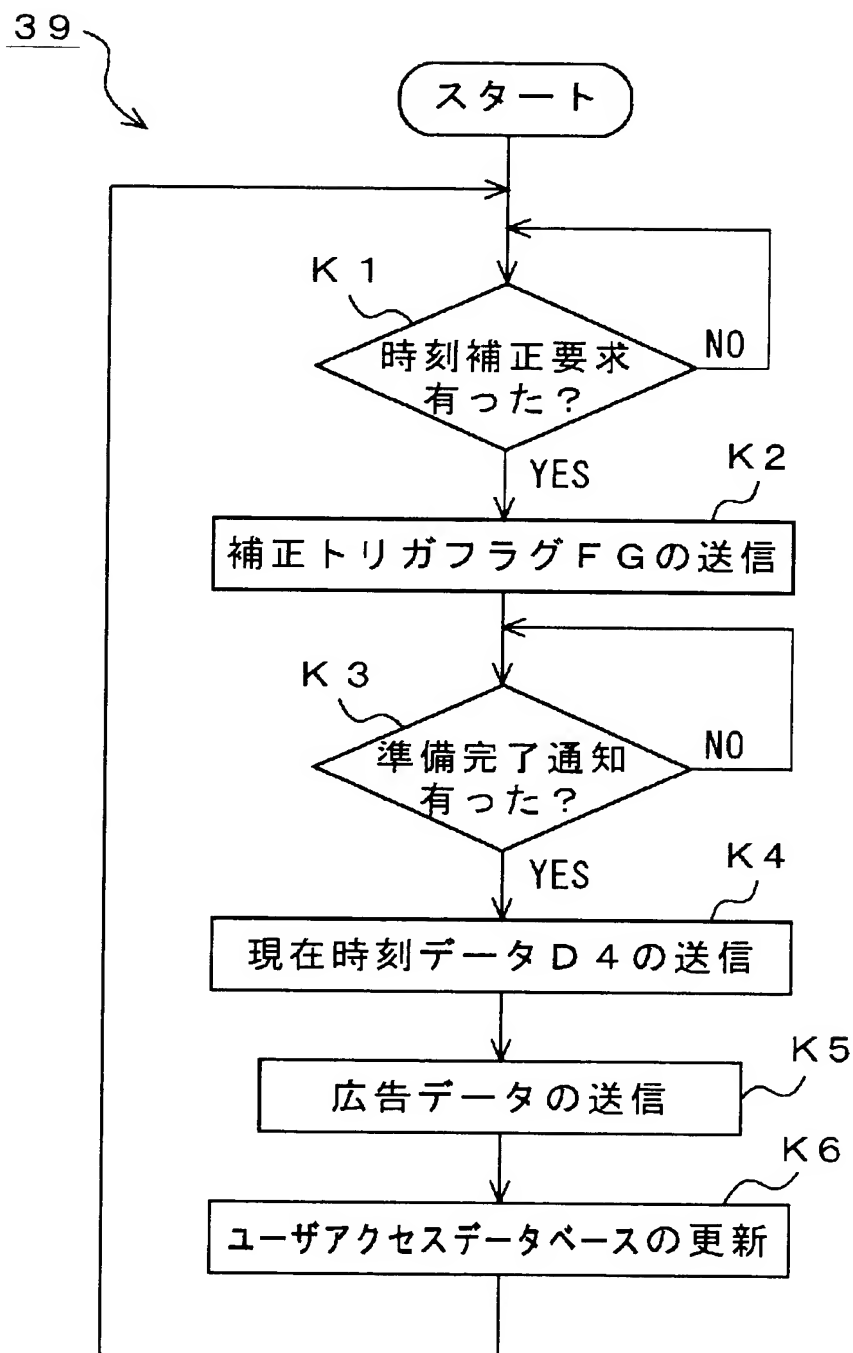 39
スタート
K1
時刻補正要求
有った?
NO
YES
K2
補正トリガフラグFGの送信
K3
準備完了通知
有った?
NO
YES
K4
現在時刻データD4の送信
K5
広告データの送信
K6
ユーザアクセスデータベースの更新